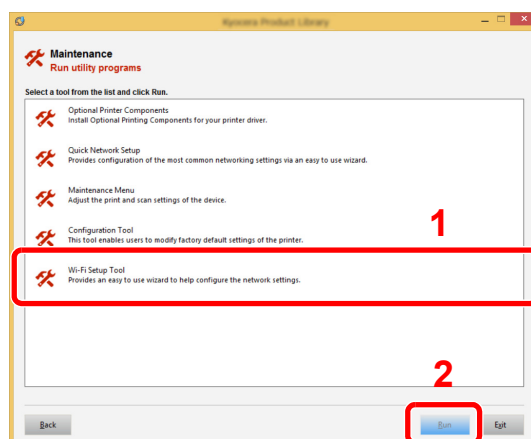 Kyocera Product Library
Maintenance
Run utility programs
Select a tool from the list and click Run.
Optional Printer Components
Install Optional Printing Components for your printer driver.
Quick Network Setup
Provides configuration of the most common networking settings via an easy to use wizard.
Maintenance Menu
Adjust the print and scan settings of the device.
1
Configuration Tool
This tool enables users to modify factory default settings of the printer.
Wi-Fi Setup Tool
Provides an easy to use wizard to help configure the network settings.
2
Back
Run
Exit